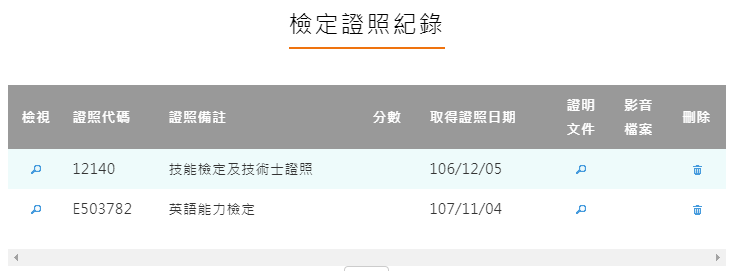 檢定證照紀錄
檢視 證照代碼 證照備註 分數 取得證照日期 證明文件 影音檔案 刪除
12140 技能檢定及技術士證照 106/12/05
E503782 英語能力檢定 107/11/04